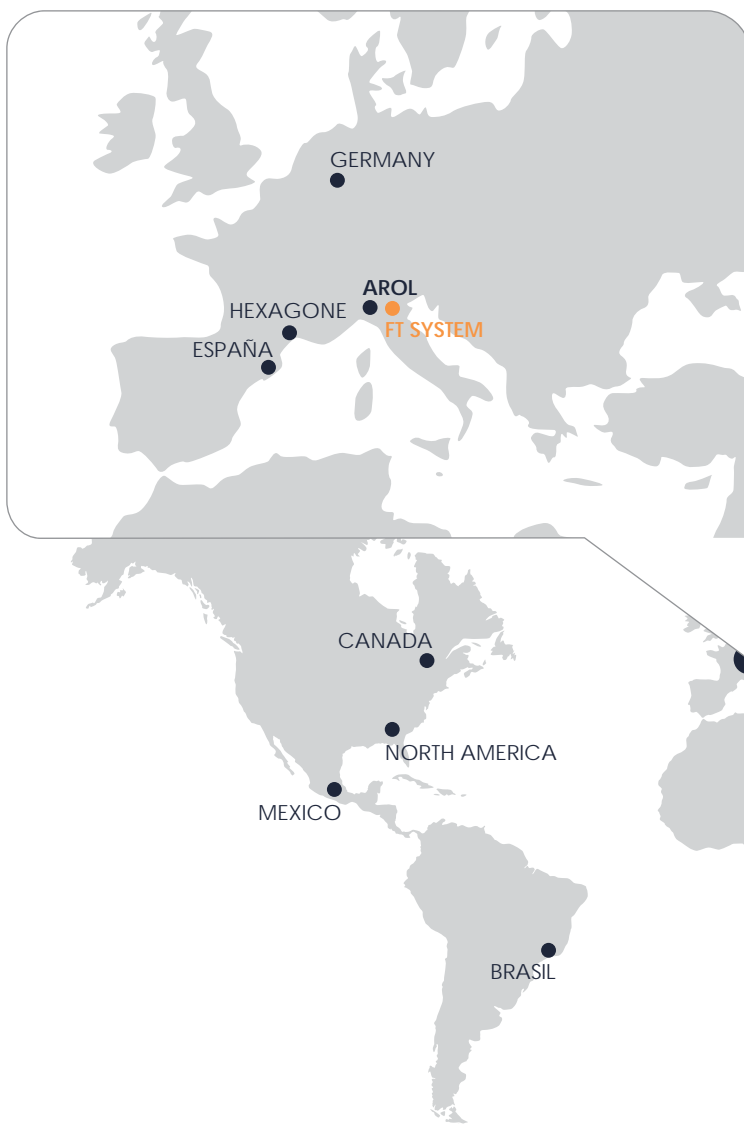 GERMANY
AROL
HEXAGONE
FT SYSTEM
ESPAÑA
CANADA
NORTH AMERICA
MEXICO
BRASIL